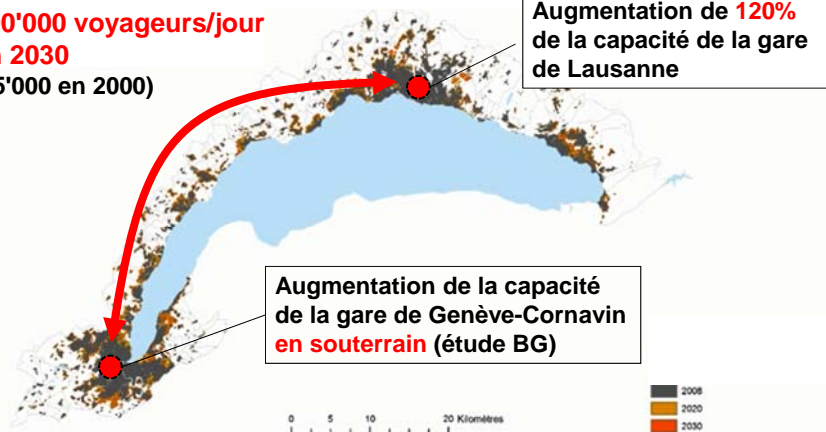 0'000 voyageurs/jour
2030
5'000 en 2000)
Augmentation de 120%
de la capacité de la gare
de Lausanne
Augmentation de la capacité
de la gare de Genève-Cornavin
en souterrain (étude BG)
0 5 10 20 Kilomètres
2008
2020
2030